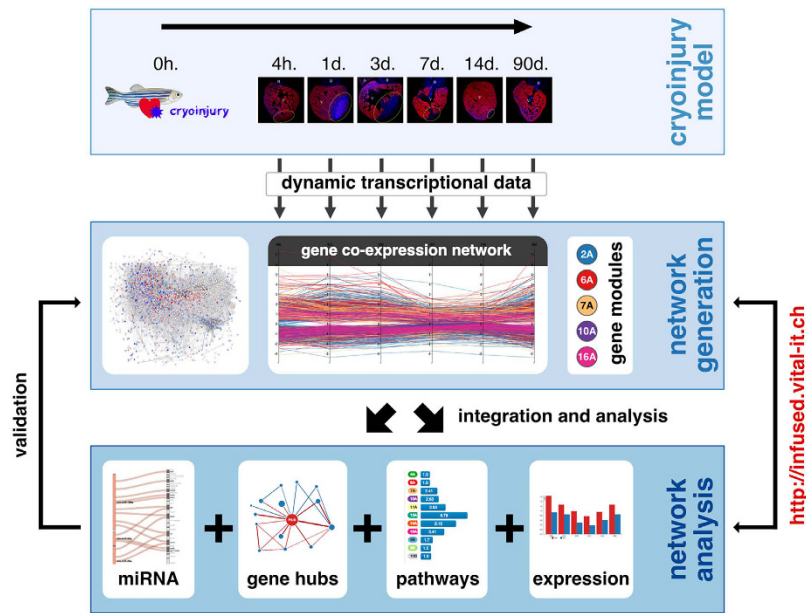 0h.
4h.
1d.
3d.
7d.
14d.
90d.
cryoinjury
cryoinjury
model
dynamic transcriptional data
gene co-expression network
2A
6A
7A
10A
16A
gene modules
network
generation
validation
integration and analysis
http://infused.vital-it.ch
miRNA
+
gene hubs
+
pathways
+
expression
network
analysis